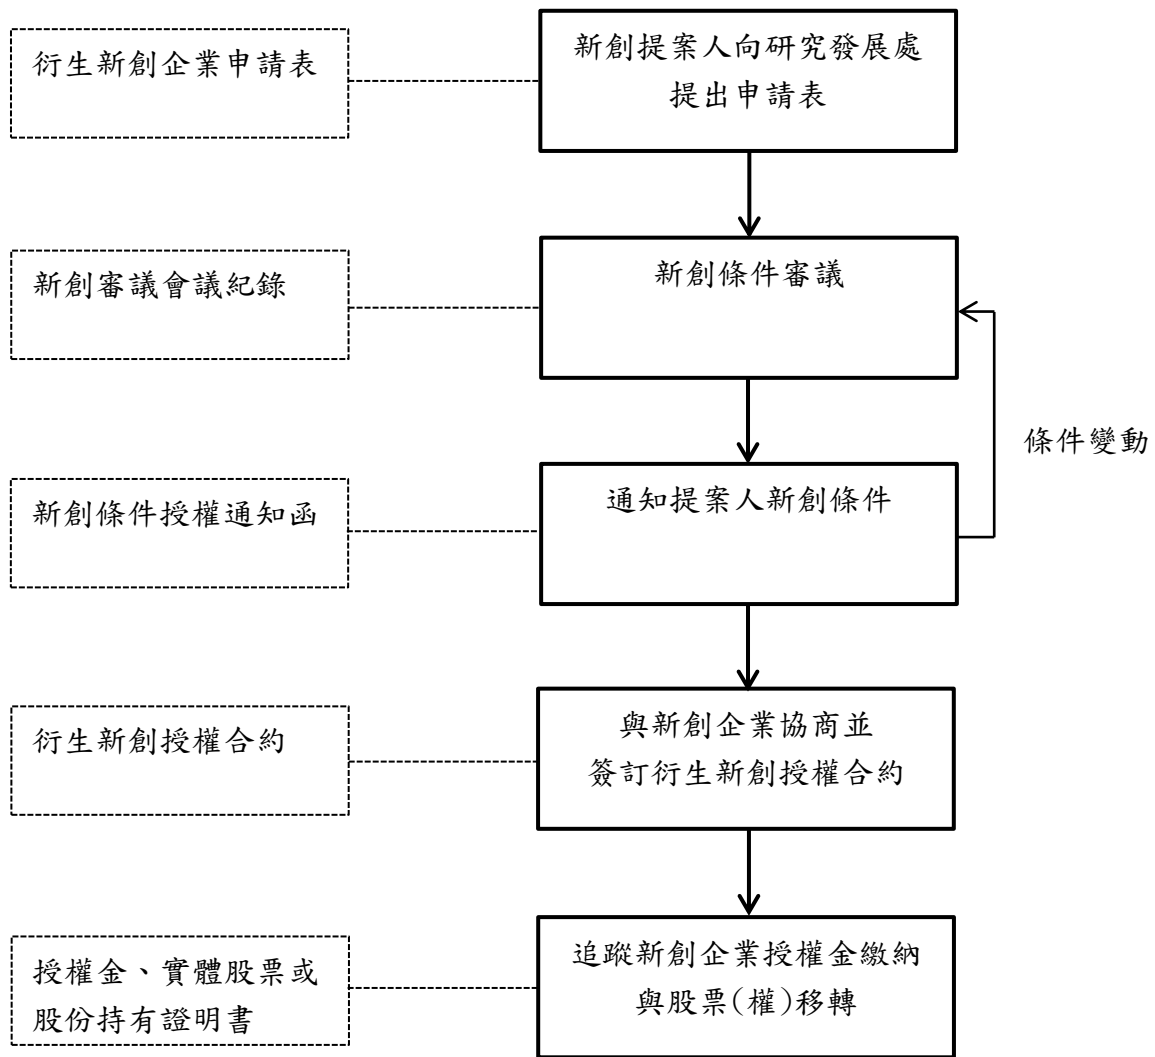 衍生新創企業申請表
新創提案人向研究發展處
提出申請表
新創審議會議紀錄
新創條件審議
條件變動
新創條件授權通知函
通知提案人新創條件
衍生新創授權合約
與新創企業協商並
簽訂衍生新創授權合約
授權金、實體股票或
股份持有證明書
追蹤新創企業授權金繳納
與股票(權)移轉